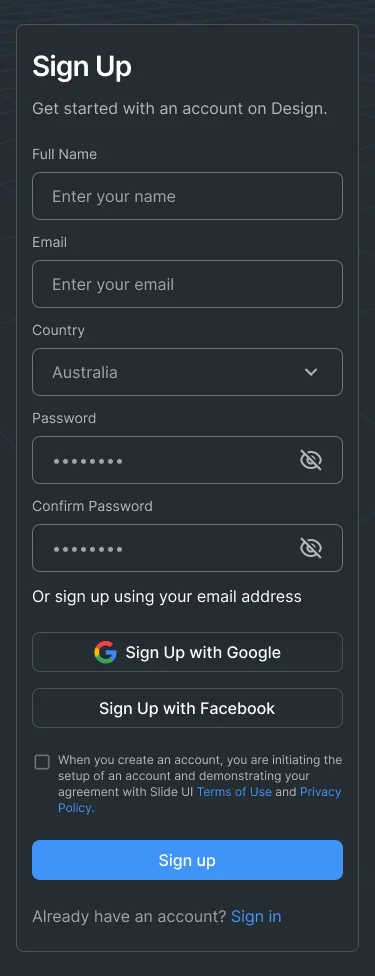 Sign Up
Get started with an account on Design.
Full Name
Enter your name
Email
Enter your email
Country
Australia
Password
••••••••
Confirm Password
••••••••
Or sign up using your email address
Sign Up with Google
Sign Up with Facebook
When you create an account, you are initiating the
setup of an account and demonstrating your
agreement with Slide UI Terms of Use and Privacy
Policy.
Sign up
Already have an account? Sign in